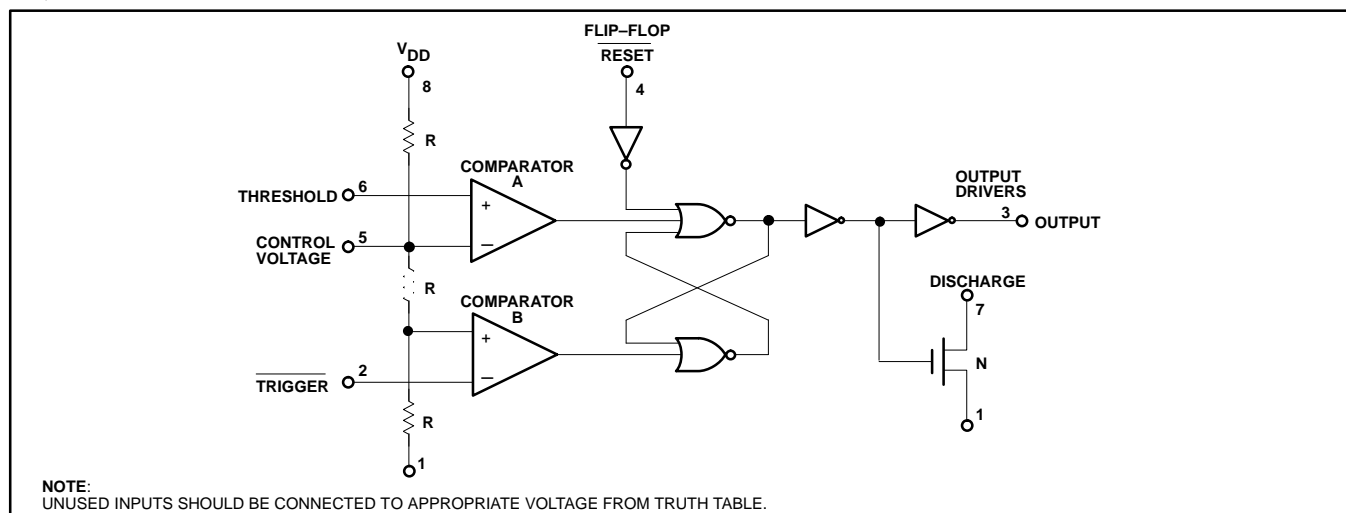 FLIP–FLOP
RESET
4
VDD
8
R
COMPARATOR
A
THRESHOLD
6
+
–
CONTROL
VOLTAGE
5
OUTPUT
DRIVERS
3
OUTPUT
R
COMPARATOR
B
+
–
DISCHARGE
7
N
1
TRIGGER
2
R
1
NOTE:
UNUSED INPUTS SHOULD BE CONNECTED TO APPROPRIATE VOLTAGE FROM TRUTH TABLE.